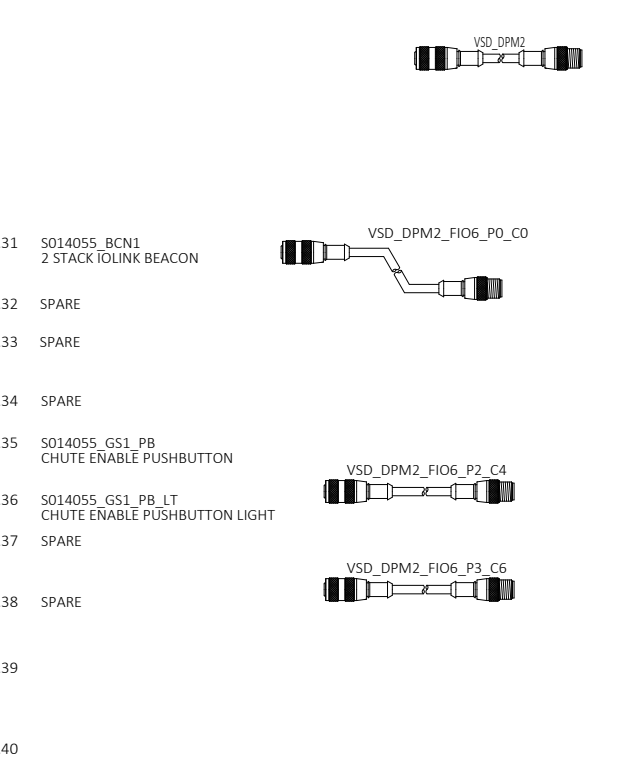 VSD_DPM2
VSD_DPM2_FIO6_P0_C0
31 S014055_BCN1
2 STACK IOLINK BEACON
32 SPARE
33 SPARE
34 SPARE
35 S014055_GS1_PB
CHUTE ENABLE PUSHBUTTON
VSD_DPM2_FIO6_P2_C4
36 S014055_GS1_PB_LT
CHUTE ENABLE PUSHBUTTON LIGHT
37 SPARE
VSD_DPM2_FIO6_P3_C6
38 SPARE
39
40